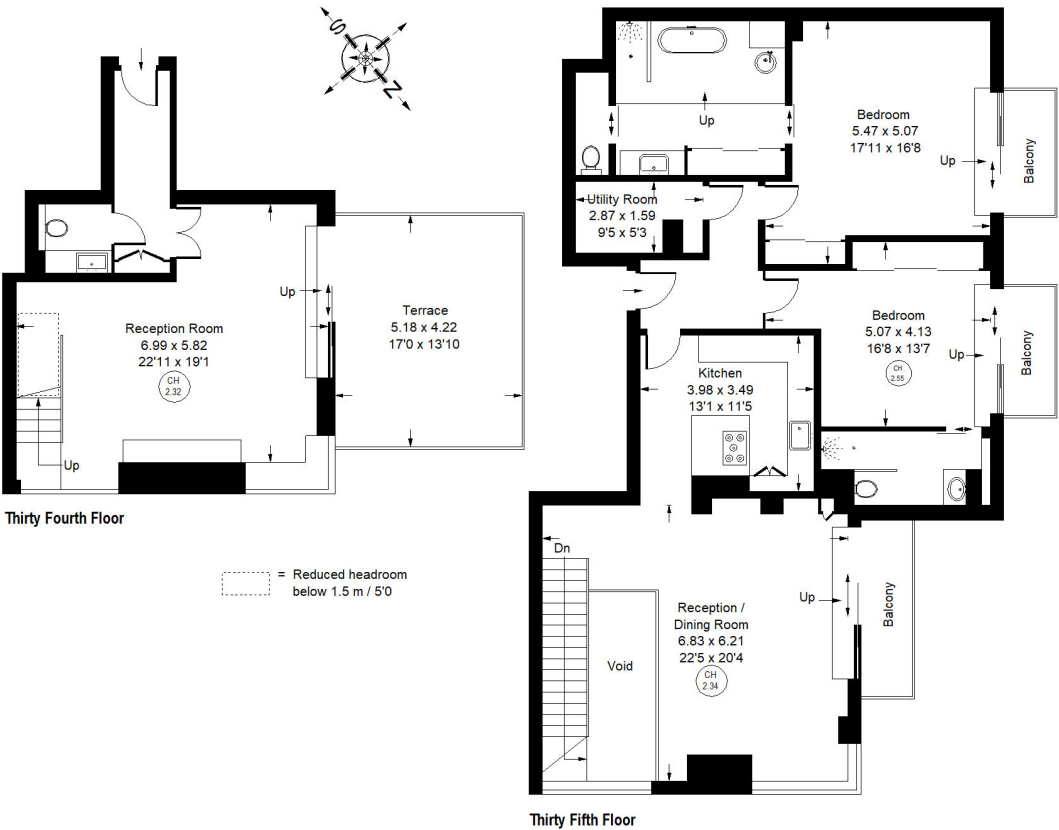 S
N
Up
Reception Room
6.99 x 5.82
22'11 x 19'1
CH
2.32
Up
Terrace
5.18 x 4.22
17'0 x 13'10
Thirty Fourth Floor
= Reduced headroom
below 1.5 m / 5'0
Up
Bedroom
5.47 x 5.07
17'11 x 16'8
Up
Balcony
Utility Room
2.87 x 1.59
9'5 x 5'3
Bedroom
5.07 x 4.13
16'8 x 13'7
CH
2.55
Up
Balcony
Kitchen
3.98 x 3.49
13'1 x 11'5
Dn
Void
Reception /
Dining Room
6.83 x 6.21
22'5 x 20'4
CH
2.34
Up
Balcony
Thirty Fifth Floor